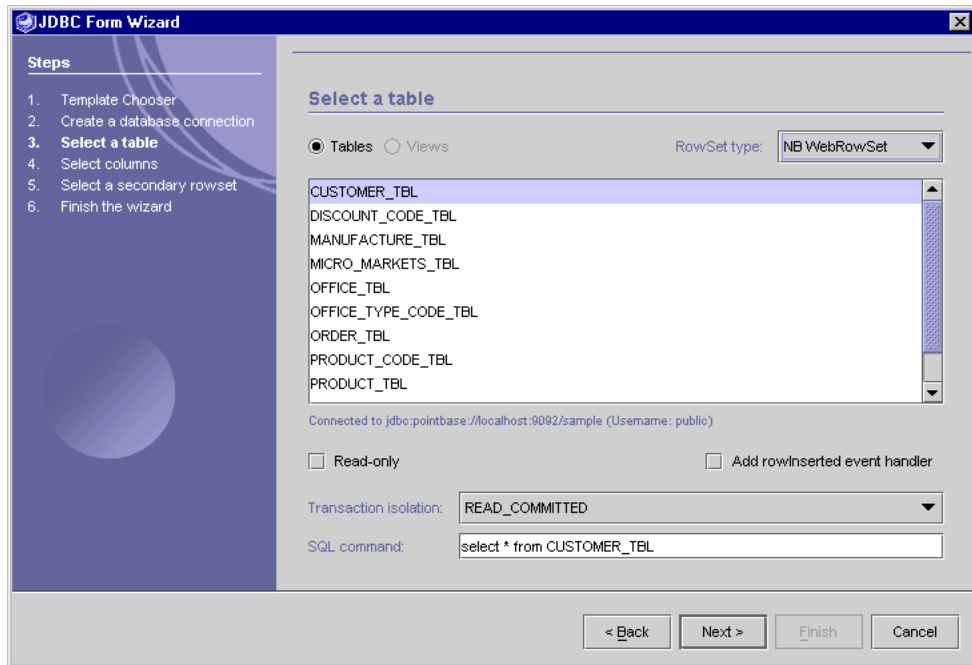 JDBC Form Wizard
Steps
1. Template Chooser
2. Create a database connection
3. Select a table
4. Select columns
5. Select a secondary rowset
6. Finish the wizard
Select a table
Tables Views RowSet type: NB WebRowSet
CUSTOMER_TBL
DISCOUNT_CODE_TBL
MANUFACTURE_TBL
MICRO_MARKETS_TBL
OFFICE_TBL
OFFICE_TYPE_CODE_TBL
ORDER_TBL
PRODUCT_CODE_TBL
PRODUCT_TBL
Connected to jdbc:pointbase://localhost:9092/sample (Username: public)
Read-only Add rowInserted event handler
Transaction isolation: READ_COMMITTED
SQL command: select * from CUSTOMER_TBL
< Back Next > Finish Cancel